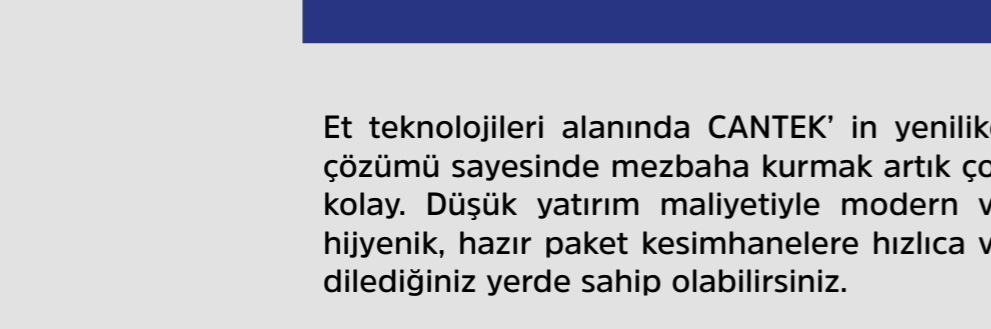 Et teknolojileri alanında CANTEK’ in yenilik
çözümü sayesinde mezbaha kurmak artık ço
kolay. Düşük yatırım maliyetiyle modern v
hijyenik, hazır paket kesimhanelere hızlıca v
dilediğiniz yerde sahip olabilirsiniz.